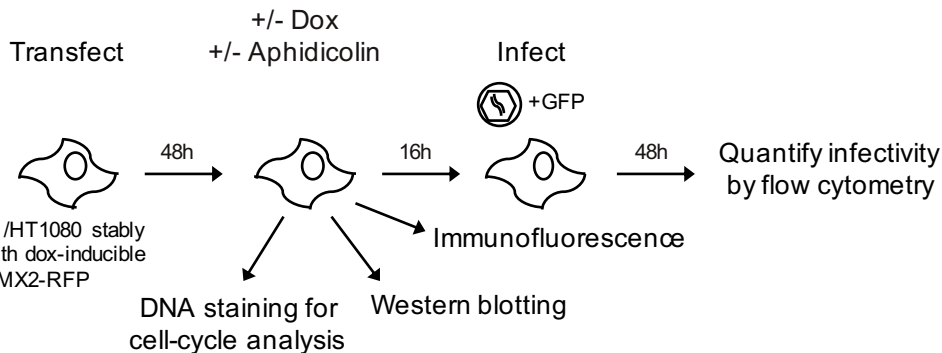 +/- Dox
Transfect +/- Aphidicolin Infect
+GFP
48h 16h 48h
Quantify infectivity
by flow cytometry
/HT1080 stably
dox-inducible
MX2-RFP
Immunofluorescence
DNA staining for
cell-cycle analysis
Western blotting